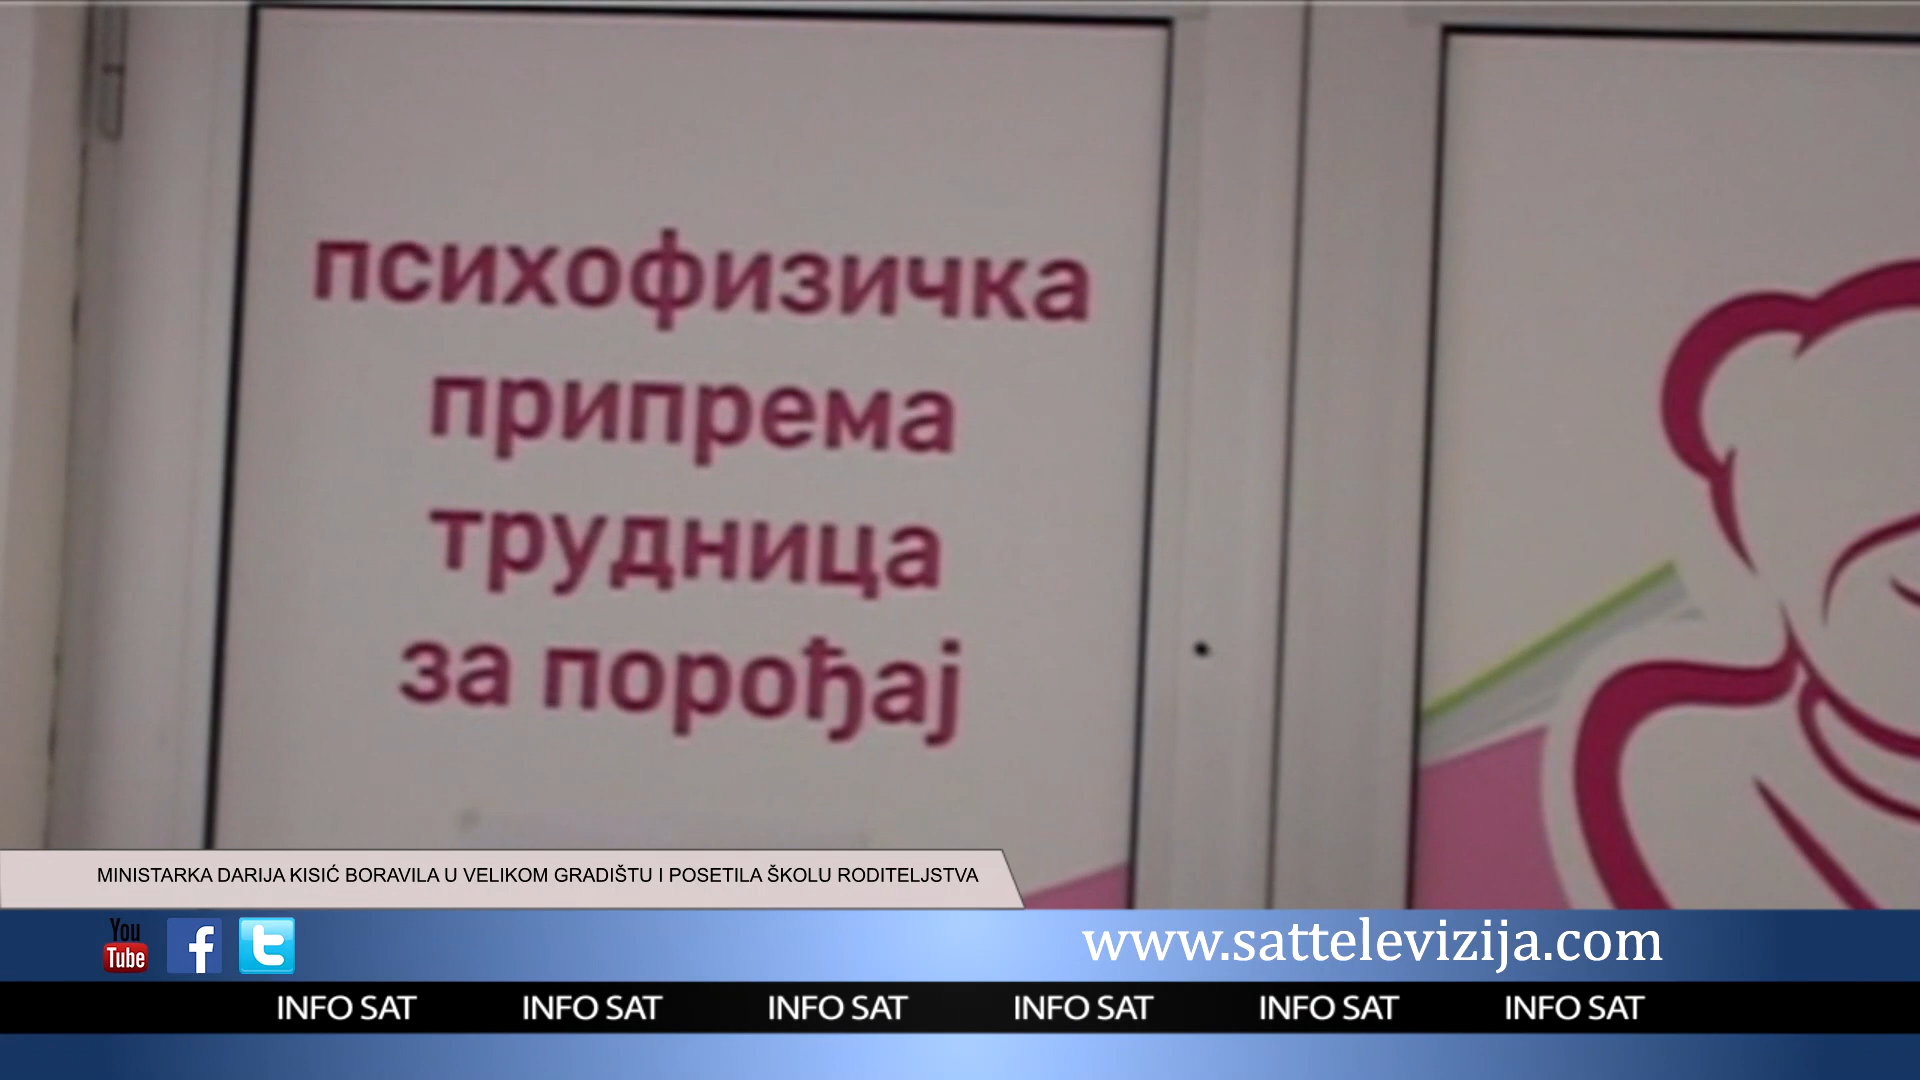 психофизичка
припрема
трудница
за порођај
MINISTARKA DARIJA KISIĆ BORAVILA U VELIKOM GRADIŠTU I POSETILA ŠKOLU RODITELJSTVA
You
Tube
f
t
www.sattelevizija.com
INFO SAT INFO SAT INFO SAT INFO SAT INFO SAT INFO SAT